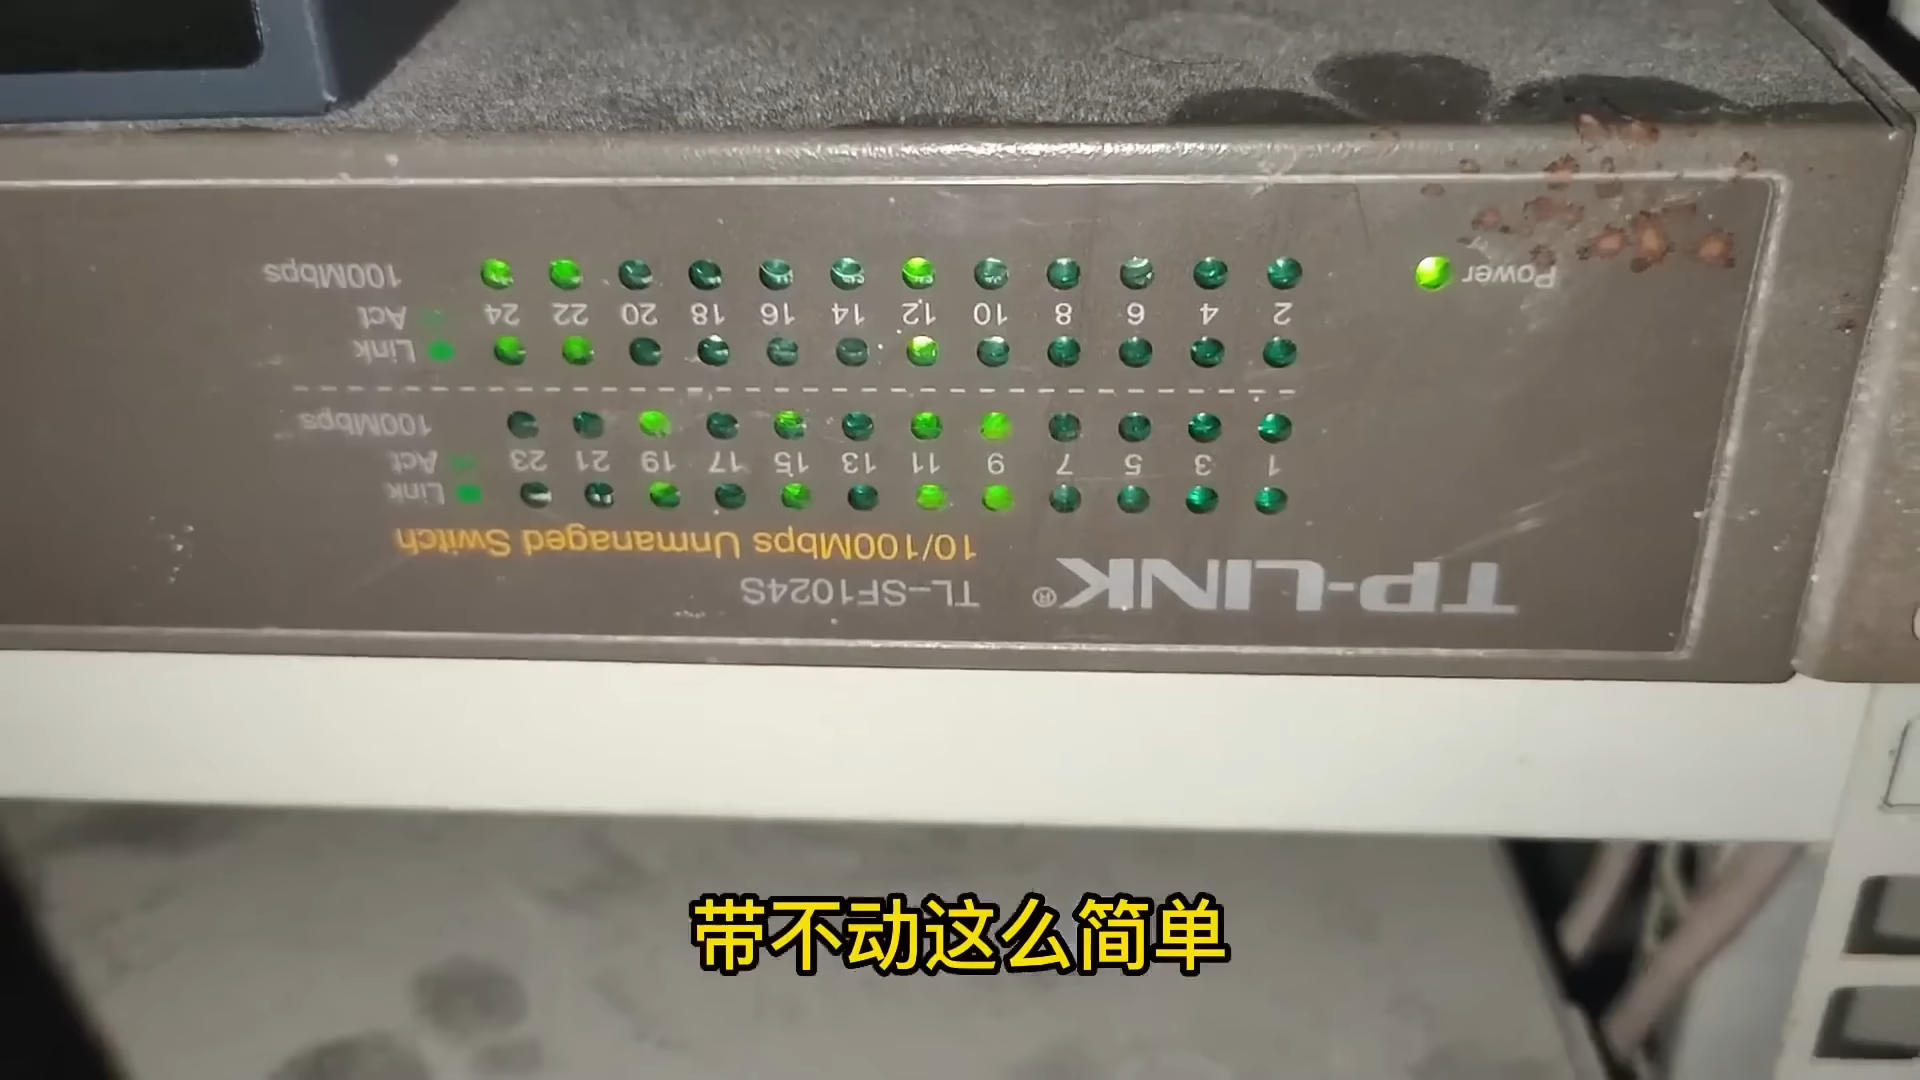 TP-LINK®
TL-SF1024S
10/100Mbps Unmanaged Switch
Link
Act
1 3 5 7 9 11 13 15 17 19 21 23
100Mbps
Link
Act
2 4 6 8 10 12 14 16 18 20 22 24
100Mbps
Power
带不动这么简单